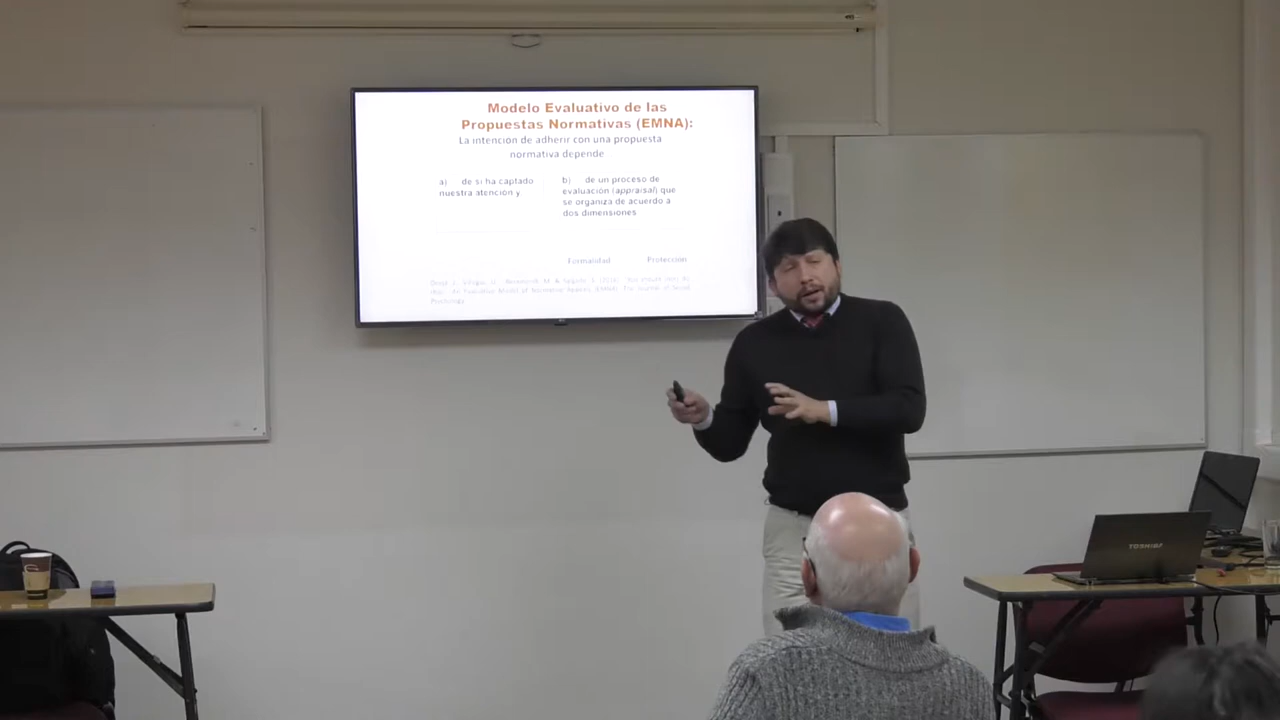 Modelo Evaluativo de las
Propuestas Normativas (EMNA):
La intención de adherir con una propuesta
normativa depende
a) de si ha captado
nuestra atención y
b) de un proceso de
evaluación (appraisal) que
se organiza de acuerdo a
dos dimensiones
Formalidad Protección
TOSHIBA